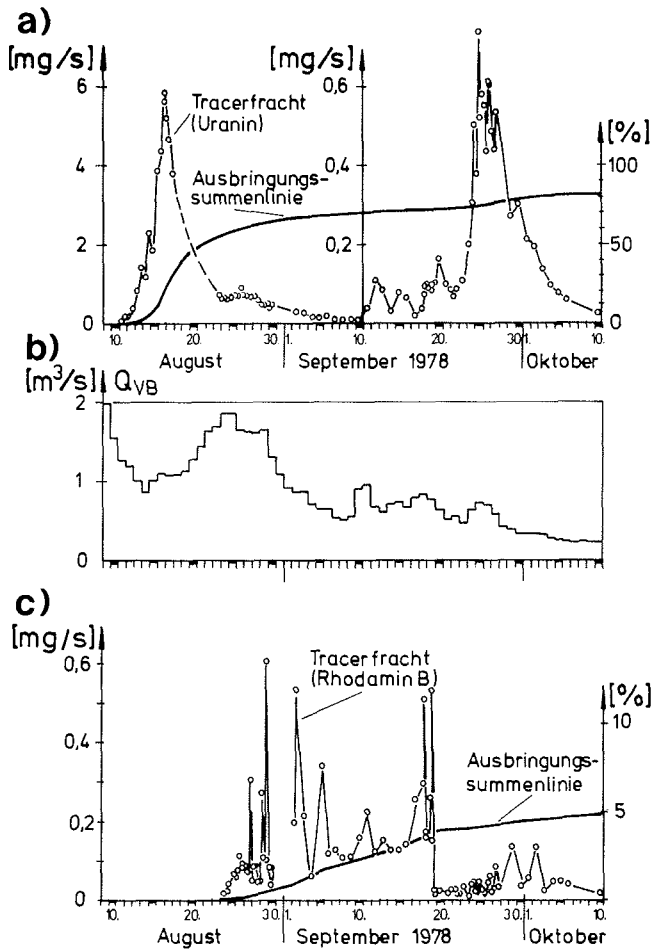 a)
[mg/s] [mg/s]
6 0,6
Tracerfracht
(Uranin)
[%]
4 0,4 100
Ausbringungs-
summenlinie
2 0,2 50
0 0
10. 20. 30. 1. 10. 20. 30. 1. 10.
August September 1978 Oktober
b)
[m³/s] QVB
2
1
0
c)
[mg/s]
Tracerfracht
(Rhodamin B)
0,6
[%]
10
0,4
Ausbringungs-
summenlinie
0,2 5
0 0
10. 20. 30. 1. 10. 20. 30. 1. 10.
August September 1978 Oktober